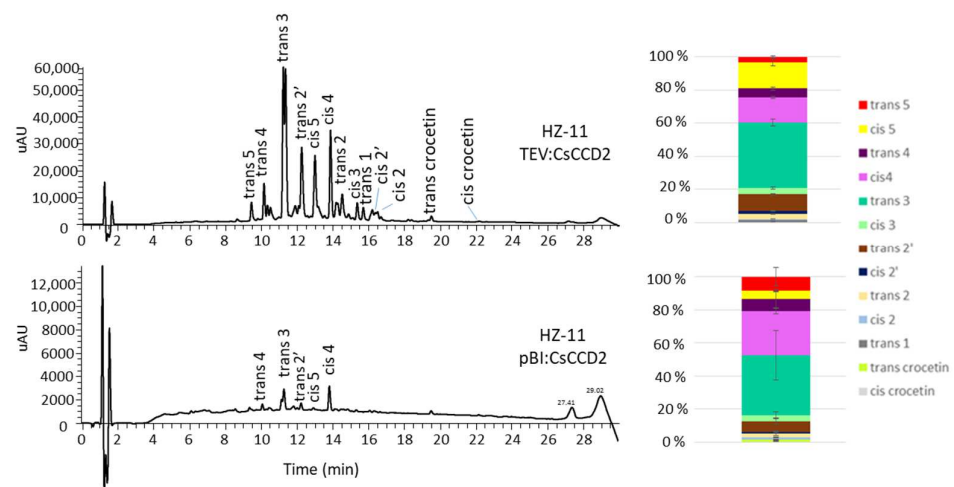 60,000
50,000
40,000
30,000
20,000
10,000
0
uAU
trans 5
trans 4
trans 3
trans 2'
cis 5
cis 4
trans 2
cis 3
trans 1
cis 2'
cis 2
trans crocetin
cis crocetin
HZ-11
TEV:CsCCD2
0 2 4 6 8 10 12 14 16 18 20 22 24 26 28
12,000
10,000
8000
6000
4000
2000
0
uAU
trans 4
trans 3
trans 2'
cis 5
cis 4
27.41
29.02
HZ-11
pBI:CsCCD2
0 2 4 6 8 10 12 14 16 18 20 22 24 26 28
Time (min)
100 %
80 %
60 %
40 %
20 %
0 %
100 %
80 %
60 %
40 %
20 %
0 %
trans 5
cis 5
trans 4
cis4
trans 3
cis 3
trans 2'
cis 2'
trans 2
cis 2
trans 1
trans crocetin
cis crocetin